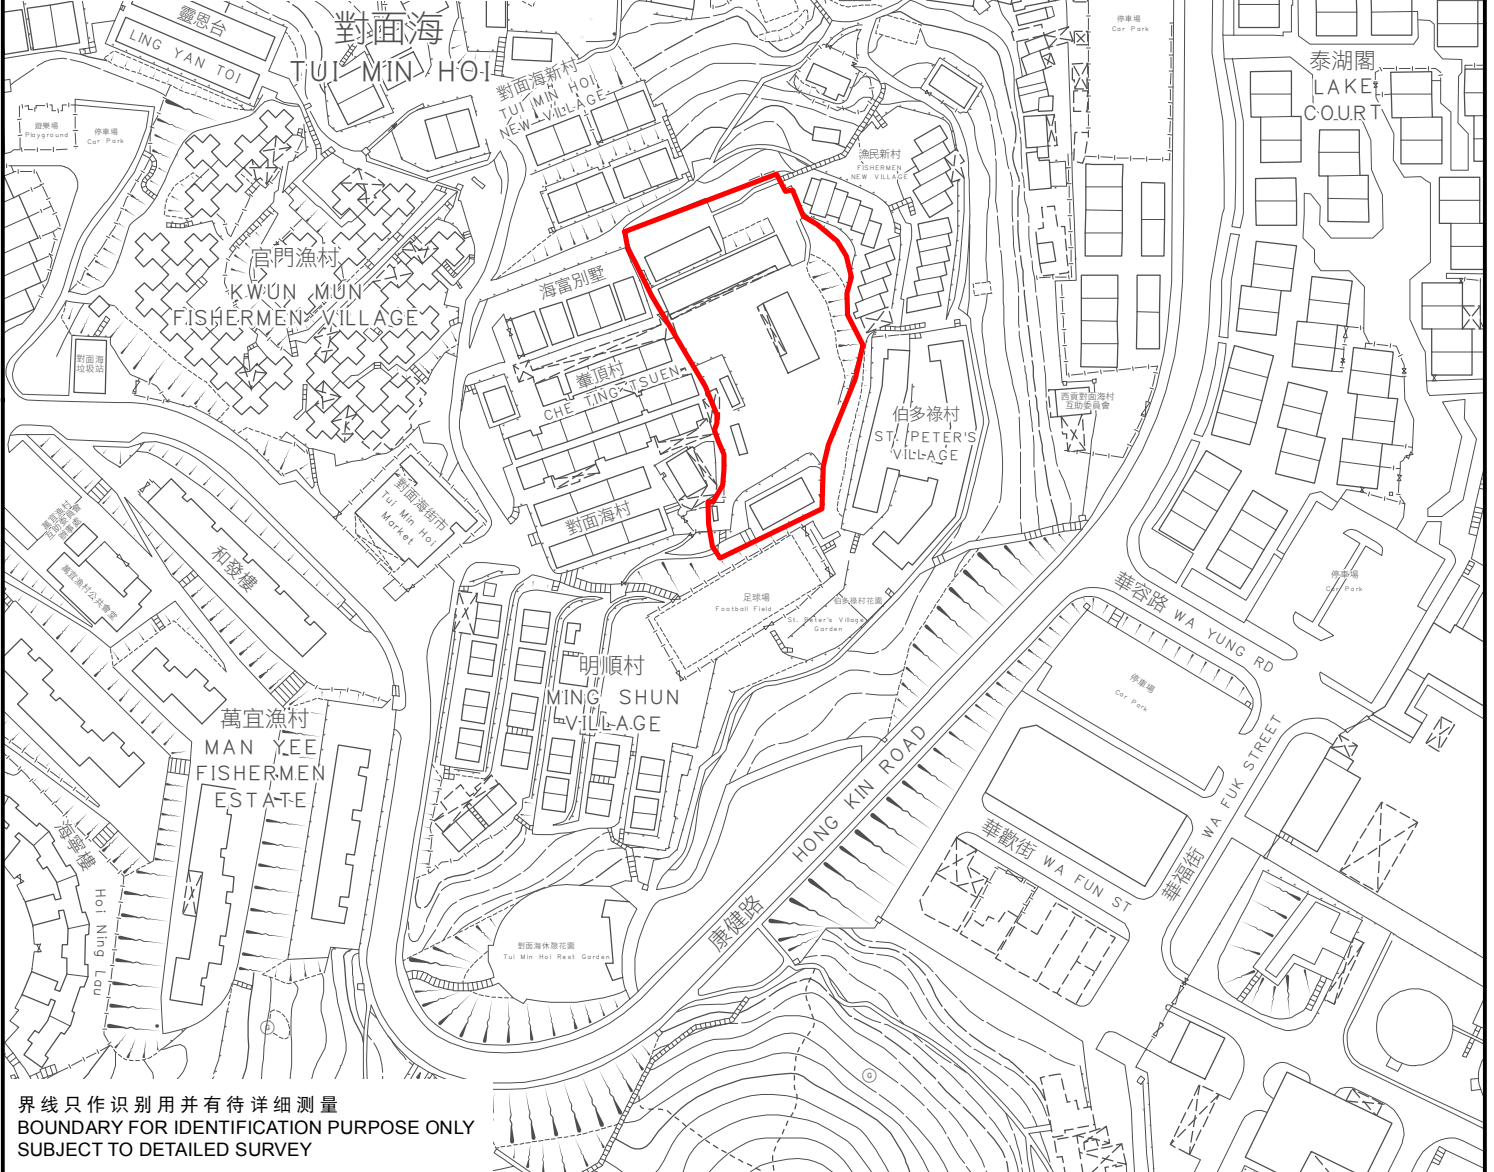 靈恩台
LING YAN TOI
對面海
TUI MIN HOI
對面海新村
TUI MIN HOI
NEW VILLAGE
停車場
Car Park
泰湖閣
LAKE
COURT
遊樂場
Playground
停車場
Car Park
漁民新村
FISHERMEN
NEW VILLAGE
官門漁村
KWUN MUN
FISHERMEN VILLAGE
海富別墅
對面海
垃圾站
輋頂村
CHE TING TSUEN
伯多祿村
ST. PETER'S
VILLAGE
西貢對面海村
互助委員會
對面海街市
Tui Min Hoi
Market
對面海村
萬宜漁村
互助委員會
辦事處
萬宜漁村公共會堂
和發樓
足球場
Football Field
伯多祿村花園
St. Peter's Village
Garden
華容路 WA YUNG RD
停車場
Car Park
停車場
Car Park
明順村
MING SHUN
VILLAGE
萬宜漁村
MAN YEE
FISHERMEN
ESTATE
康健路 HONG KIN ROAD
華福街 WA FUK STREET
華歡街 WA FUN ST
海寧樓
Hoi Ning Lau
對面海休憩花園
Tui Min Hoi Rest Garden
G
G
界线只作识别用并有待详细测量
BOUNDARY FOR IDENTIFICATION PURPOSE ONLY
SUBJECT TO DETAILED SURVEY